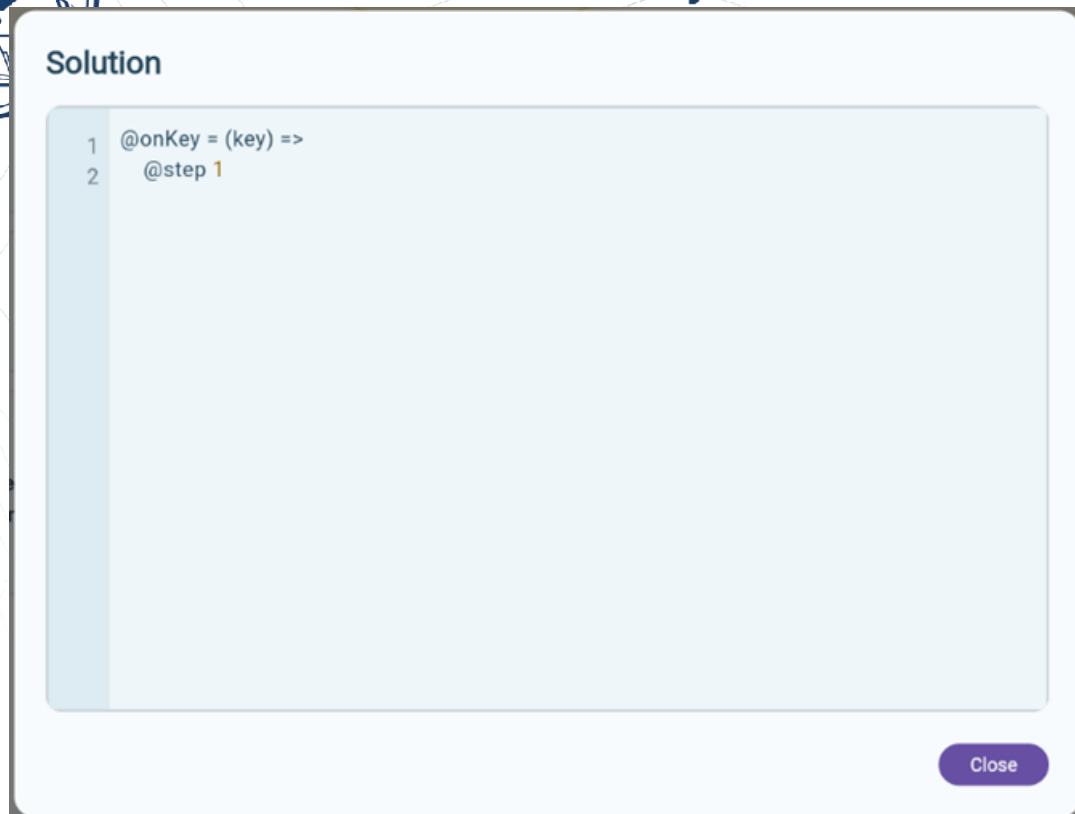 Solution
1 @onKey = (key) =>
2 @step 1
Close